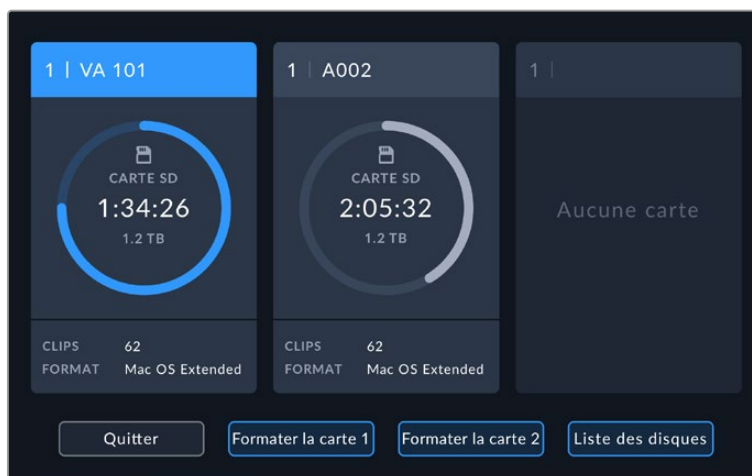 1 | VA 101
CARTE SD
1:34:26
1.2 TB
CLIPS 62
FORMAT Mac OS Extended
1 | A002
CARTE SD
2:05:32
1.2 TB
CLIPS 62
FORMAT Mac OS Extended
1 |
Aucune carte
Quitter
Formater la carte 1
Formater la carte 2
Liste des disques